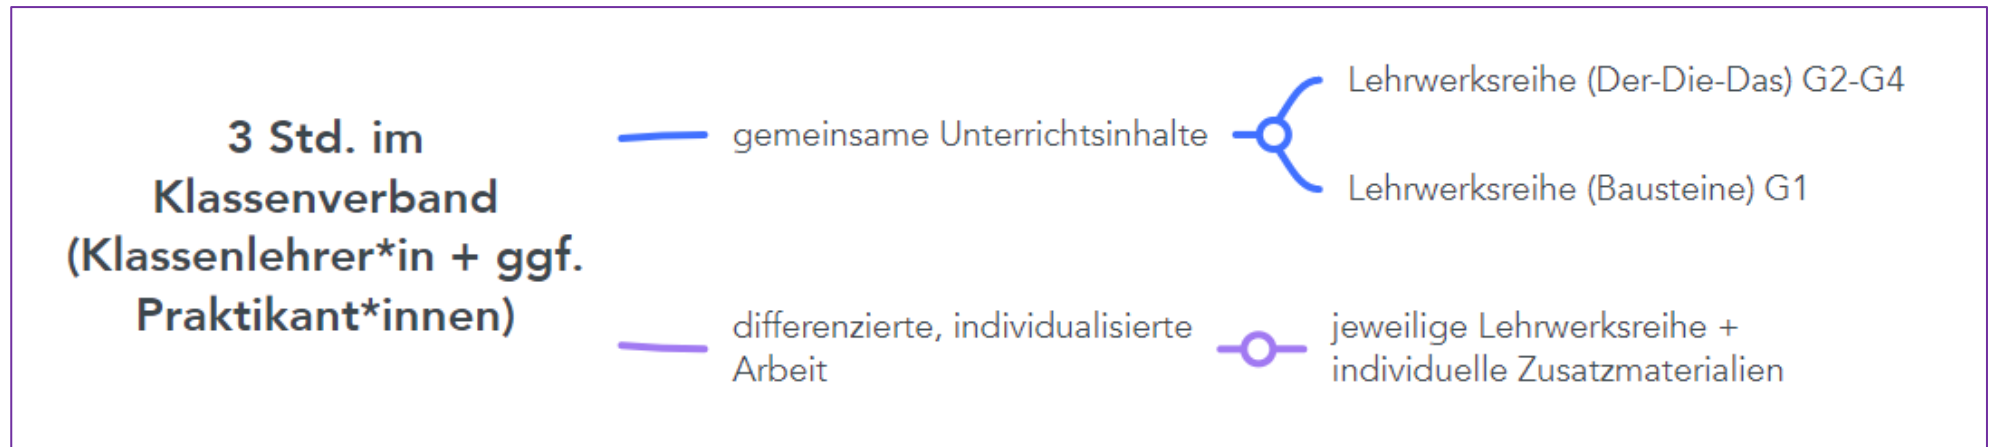 3 Std. im
Klassenverband
(Klassenlehrer*in + ggf.
Praktikant*innen)
gemeinsame Unterrichtsinhalte
Lehrwerksreihe (Der-Die-Das) G2-G4
Lehrwerksreihe (Bausteine) G1
differenzierte, individualisierte
Arbeit
jeweilige Lehrwerksreihe +
individuelle Zusatzmaterialien